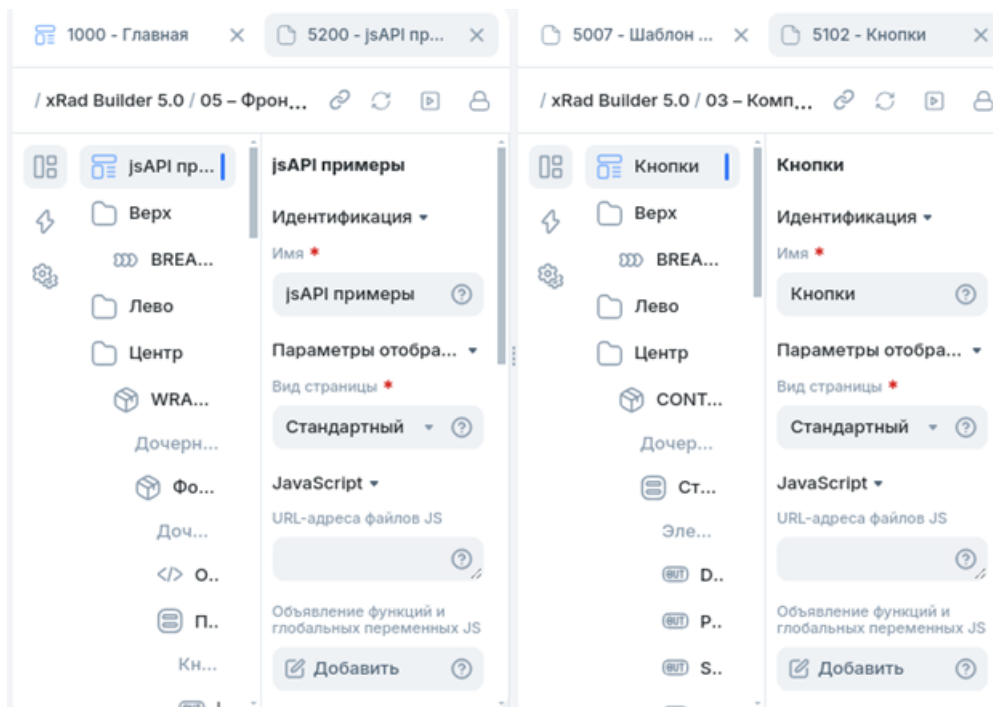 1000 - Главная
5200 - jsAPI пр...
/ xRad Builder 5.0 / 05 – Фрон...
jsAPI пр...
Верх
BREA...
Лево
Центр
WRA...
Дочерн...
Фо...
Доч...
О..
П..
Кн...
jsAPI примеры
Идентификация
Имя *
jsAPI примеры
Параметры отобра...
Вид страницы *
Стандартный
JavaScript
URL-адреса файлов JS
Объявление функций и
глобальных переменных JS
Добавить
5007 - Шаблон ...
5102 - Кнопки
/ xRad Builder 5.0 / 03 – Комп...
Кнопки
Верх
BREA...
Лево
Центр
CONT...
Дочер...
Ст...
Эле...
BUT D..
BUT P..
BUT S..
Кнопки
Идентификация
Имя *
Кнопки
Параметры отобра...
Вид страницы *
Стандартный
JavaScript
URL-адреса файлов JS
Объявление функций и
глобальных переменных JS
Добавить